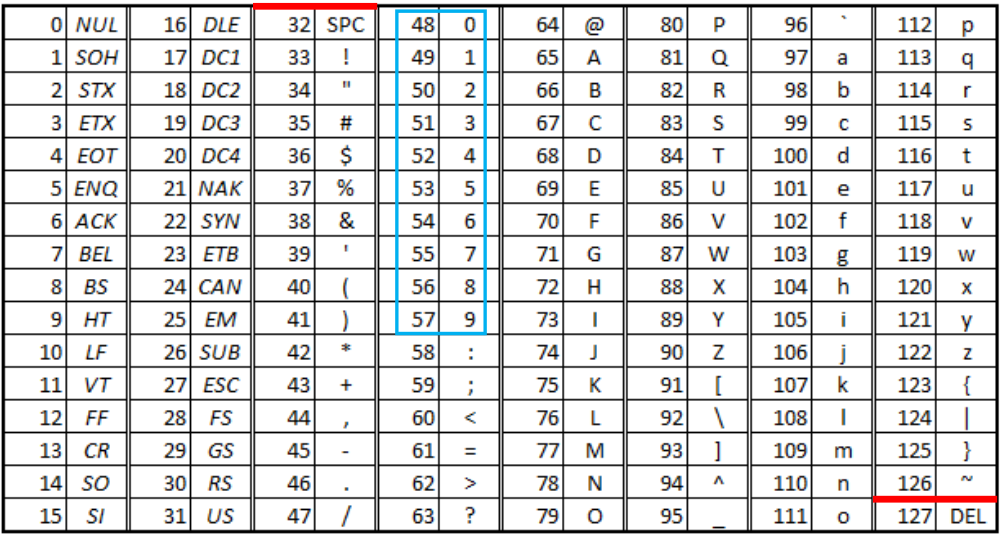 0 NUL 16 DLE 32 SPC 48 0 64 @ 80 P 96 ` 112 p
1 SOH 17 DC1 33 ! 49 1 65 A 81 Q 97 a 113 q
2 STX 18 DC2 34 " 50 2 66 B 82 R 98 b 114 r
3 ETX 19 DC3 35 # 51 3 67 C 83 S 99 c 115 s
4 EOT 20 DC4 36 $ 52 4 68 D 84 T 100 d 116 t
5 ENQ 21 NAK 37 % 53 5 69 E 85 U 101 e 117 u
6 ACK 22 SYN 38 & 54 6 70 F 86 V 102 f 118 v
7 BEL 23 ETB 39 ' 55 7 71 G 87 W 103 g 119 w
8 BS 24 CAN 40 ( 56 8 72 H 88 X 104 h 120 x
9 HT 25 EM 41 ) 57 9 73 I 89 Y 105 i 121 y
10 LF 26 SUB 42 * 58 : 74 J 90 Z 106 j 122 z
11 VT 27 ESC 43 + 59 ; 75 K 91 [ 107 k 123 {
12 FF 28 FS 44 , 60 < 76 L 92 \ 108 l 124 |
13 CR 29 GS 45 - 61 = 77 M 93 ] 109 m 125 }
14 SO 30 RS 46 . 62 > 78 N 94 ^ 110 n 126 ~
15 SI 31 US 47 / 63 ? 79 O 95 _ 111 o 127 DEL